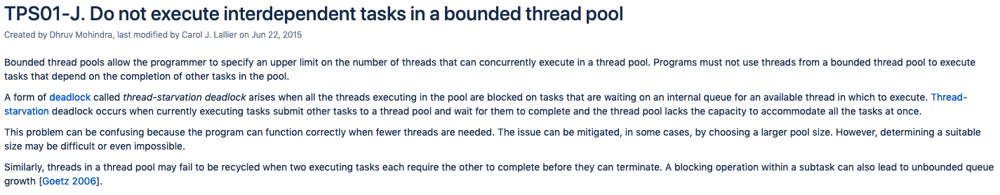 TPS01-J. Do not execute interdependent tasks in a bounded thread pool
Created by Dhruv Mohindra, last modified by Carol J. Lallier on Jun 22, 2015
Bounded thread pools allow the programmer to specify an upper limit on the number of threads that can concurrently execute in a thread pool. Programs must not use threads from a bounded thread pool to execute
tasks that depend on the completion of other tasks in the pool.
A form of deadlock called thread-starvation deadlock arises when all the threads executing in the pool are blocked on tasks that are waiting on an internal queue for an available thread in which to execute. Thread-
starvation deadlock occurs when currently executing tasks submit other tasks to a thread pool and wait for them to complete and the thread pool lacks the capacity to accommodate all the tasks at once.
This problem can be confusing because the program can function correctly when fewer threads are needed. The issue can be mitigated, in some cases, by choosing a larger pool size. However, determining a suitable
size may be difficult or even impossible.
Similarly, threads in a thread pool may fail to be recycled when two executing tasks each require the other to complete before they can terminate. A blocking operation within a subtask can also lead to unbounded queue
growth [Goetz 2006].